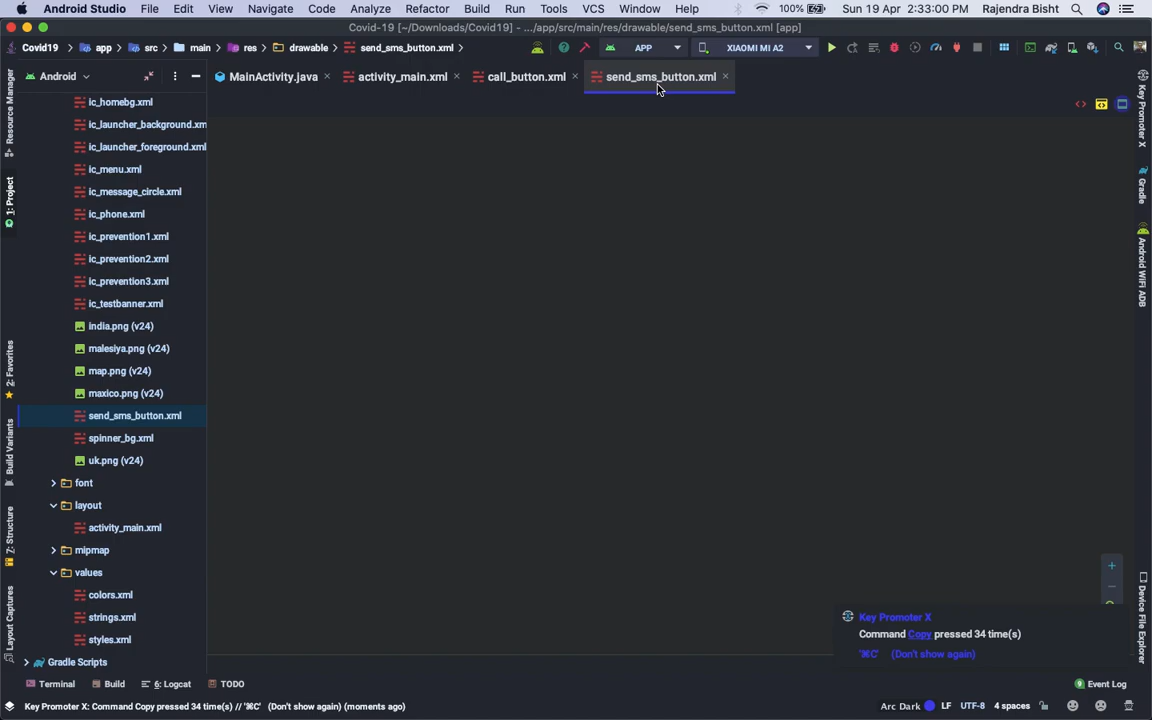 Android Studio File Edit View Navigate Code Analyze Refactor Build Run Tools VCS Window Help 100% Sun 19 Apr 2:33:00 PM Rajendra Bisht
Covid-19 [~/Downloads/Covid19] - .../app/src/main/res/drawable/send_sms_button.xml [app]
Covid19 app src main res drawable send_sms_button.xml APP XIAOMI MI A2
Android MainActivity.java activity_main.xml call_button.xml send_sms_button.xml
Resource Manager
1: Project
2: Favorites
Build Variants
7: Structure
Layout Captures
ic_homebg.xml
ic_launcher_background.xm
ic_launcher_foreground.xml
ic_menu.xml
ic_message_circle.xml
ic_phone.xml
ic_prevention1.xml
ic_prevention2.xml
ic_prevention3.xml
ic_testbanner.xml
india.png (v24)
malesiya.png (v24)
map.png (v24)
maxico.png (v24)
send_sms_button.xml
spinner_bg.xml
uk.png (v24)
font
layout
activity_main.xml
mipmap
values
colors.xml
strings.xml
styles.xml
Gradle Scripts
Key Promoter X
Gradle
Android WiFi ADB
Device File Explorer
Key Promoter X
Command Copy pressed 34 time(s)
'⌘C' (Don't show again)
Terminal Build 6: Logcat TODO 9 Event Log
Key Promoter X: Command Copy pressed 34 time(s) // '⌘C' (Don't show again) (moments ago) Arc Dark LF UTF-8 4 spaces